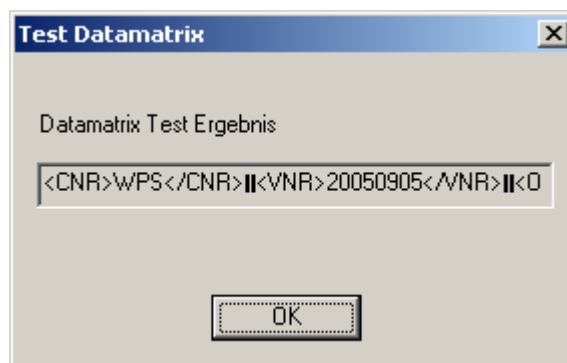 Test Datamatrix
Datamatrix Test Ergebnis
<CNR>WPS</CNR>||<VNR>20050905</VNR>||<O
OK